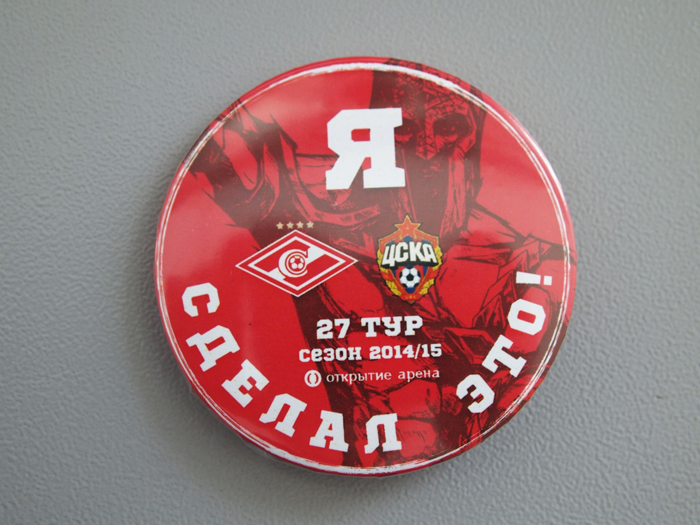 Я
ЦСКА
27 ТУР
СЕЗОН 2014/15
открытие арена
СДЕЛАЛ ЭТО!